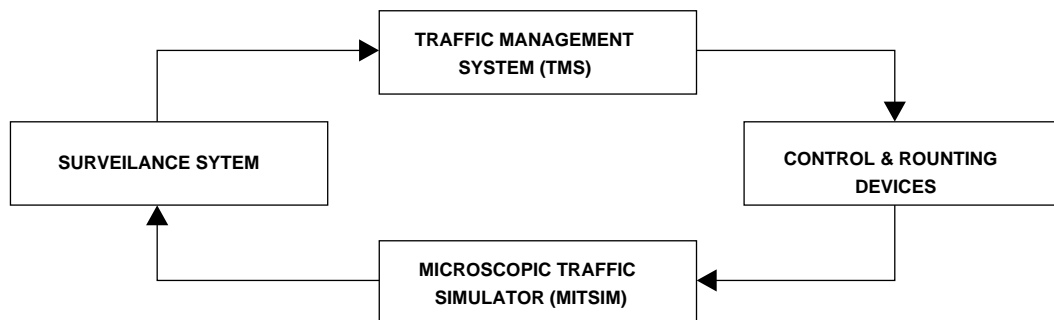 TRAFFIC MANAGEMENT
SYSTEM (TMS)
SURVEILANCE SYTEM
CONTROL & ROUNTING
DEVICES
MICROSCOPIC TRAFFIC
SIMULATOR (MITSIM)